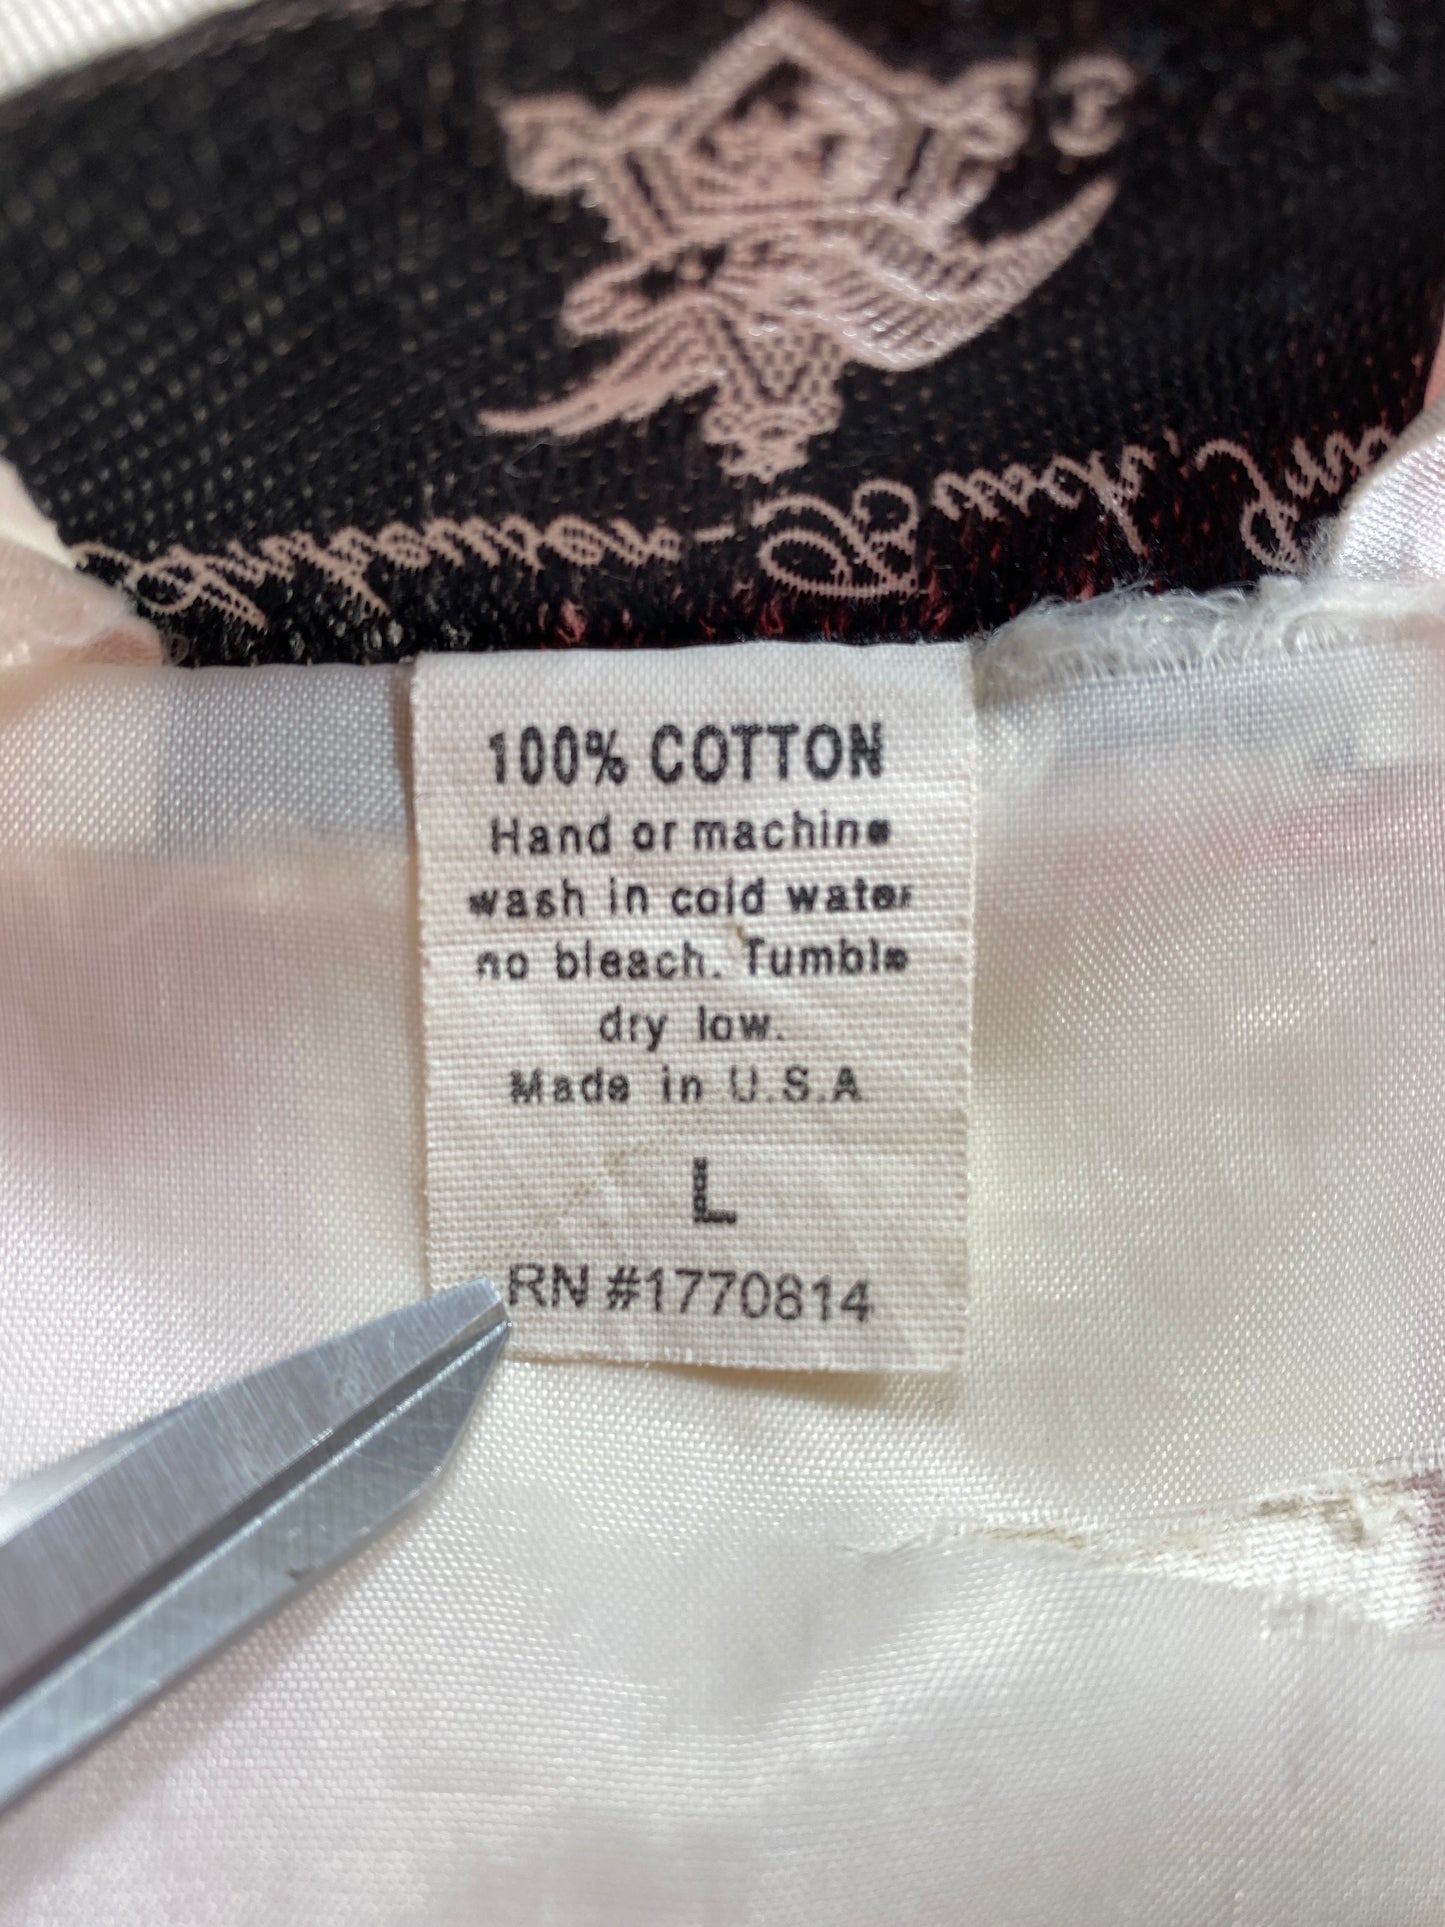 100% COTTON
Hand or machine
wash in cold water
no bleach. Tumble
dry low.
Made in U.S.A
L
RN #1770814